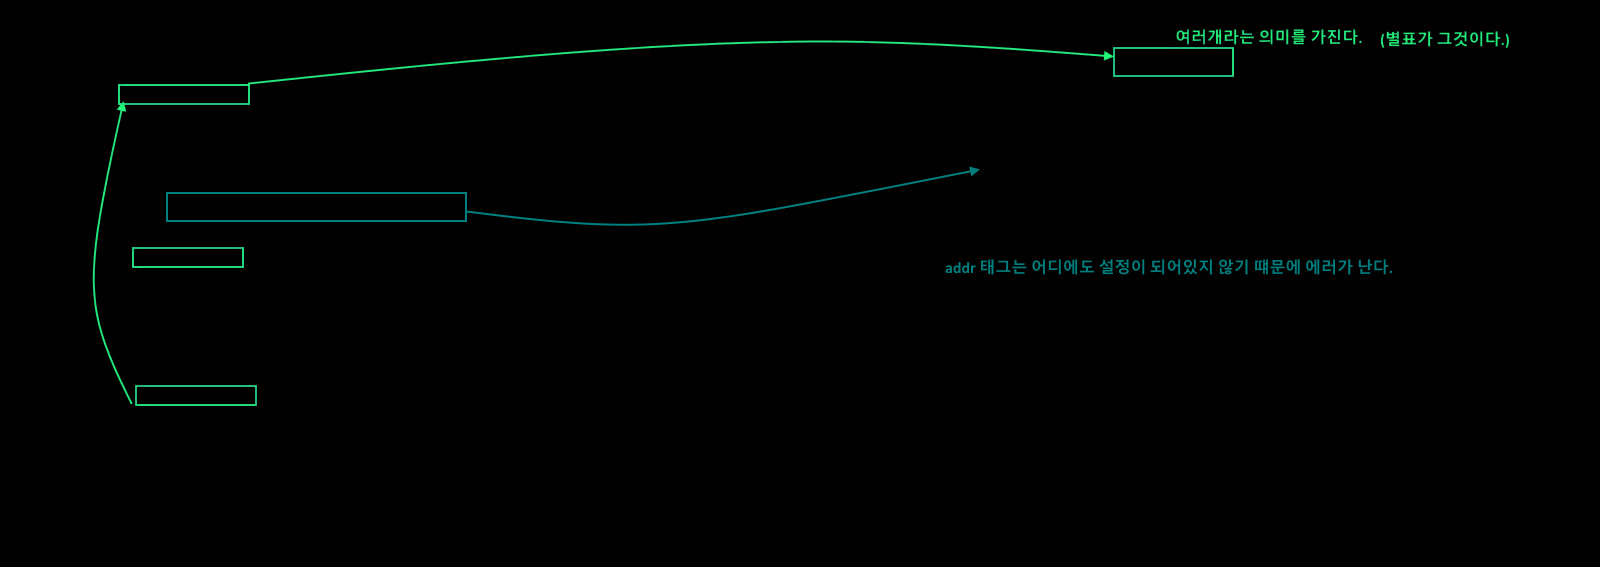 여러개라는 의미를 가진다. (별표가 그것이다.)
addr 태그는 어디에도 설정이 되어있지 않기 떄문에 에러가 난다.